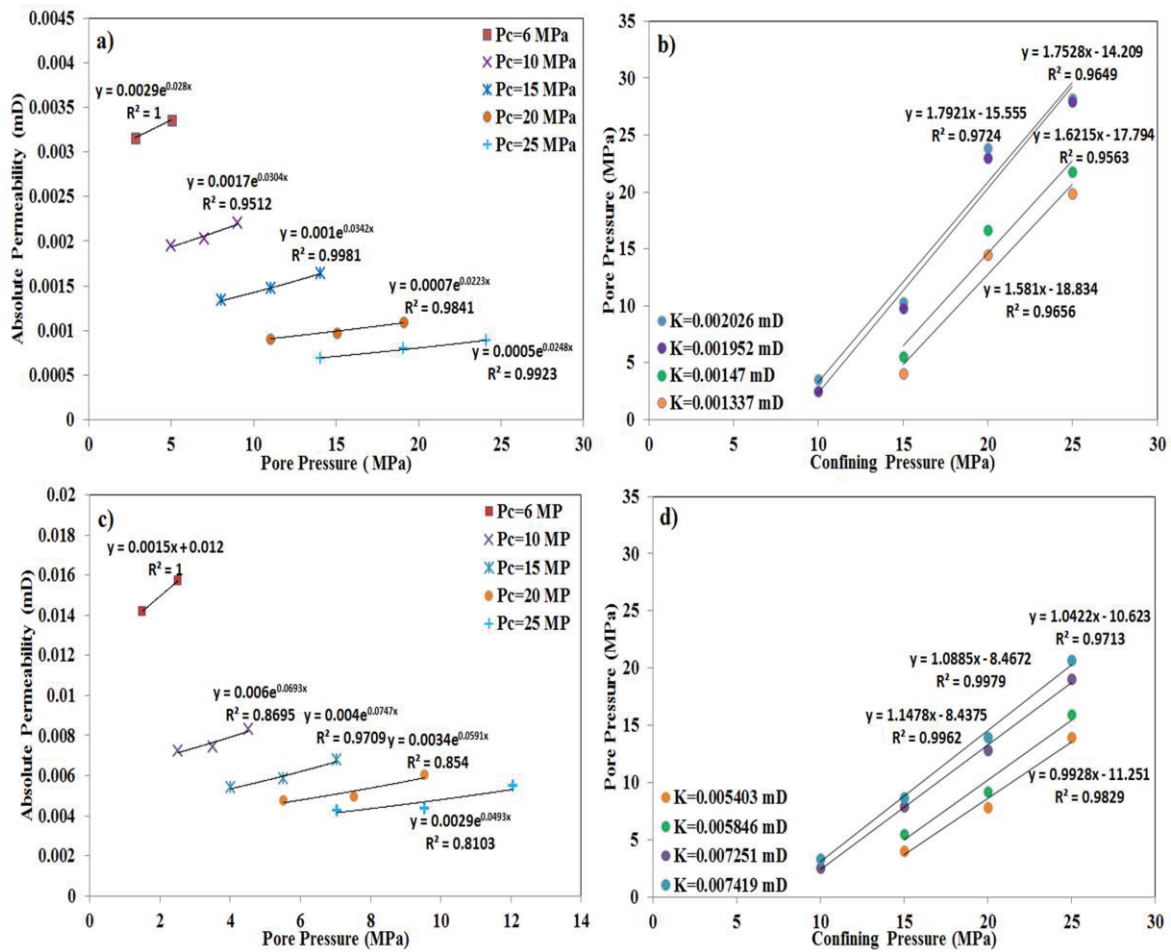 a)
Absolute Permeability (mD)
0.0045
0.004
0.0035
0.003
0.0025
0.002
0.0015
0.001
0.0005
0
Pc=6 MPa
Pc=10 MPa
Pc=15 MPa
Pc=20 MPa
Pc=25 MPa
y = 0.0029e^0.028x
R² = 1
y = 0.0017e^0.0304x
R² = 0.9512
y = 0.001e^0.0342x
R² = 0.9981
y = 0.0007e^0.0223x
R² = 0.9841
y = 0.0005e^0.0248x
R² = 0.9923
0 5 10 15 20 25 30
Pore Pressure ( MPa)
b)
Pore Pressure (MPa)
35
30
25
20
15
10
5
0
y = 1.7528x - 14.209
R² = 0.9649
y = 1.7921x - 15.555
R² = 0.9724
y = 1.6215x - 17.794
R² = 0.9563
y = 1.581x - 18.834
R² = 0.9656
K=0.002026 mD
K=0.001952 mD
K=0.00147 mD
K=0.001337 mD
0 5 10 15 20 25 30
Confining Pressure (MPa)
c)
Absolute Permeability (mD)
0.02
0.018
0.016
0.014
0.012
0.01
0.008
0.006
0.004
0.002
0
Pc=6 MP
Pc=10 MP
Pc=15 MP
Pc=20 MP
Pc=25 MP
y = 0.0015x + 0.012
R² = 1
y = 0.006e^0.0693x
R² = 0.8695
y = 0.004e^0.0747x
R² = 0.9709
y = 0.0034e^0.0591x
R² = 0.854
y = 0.0029e^0.0493x
R² = 0.8103
0 2 4 6 8 10 12 14
Pore Pressure (MPa)
d)
Pore Pressure (MPa)
35
30
25
20
15
10
5
0
y = 1.0422x - 10.623
R² = 0.9713
y = 1.0885x - 8.4672
R² = 0.9979
y = 1.1478x - 8.4375
R² = 0.9962
y = 0.9928x - 11.251
R² = 0.9829
K=0.005403 mD
K=0.005846 mD
K=0.007251 mD
K=0.007419 mD
0 5 10 15 20 25 30
Confining Pressure (MPa)